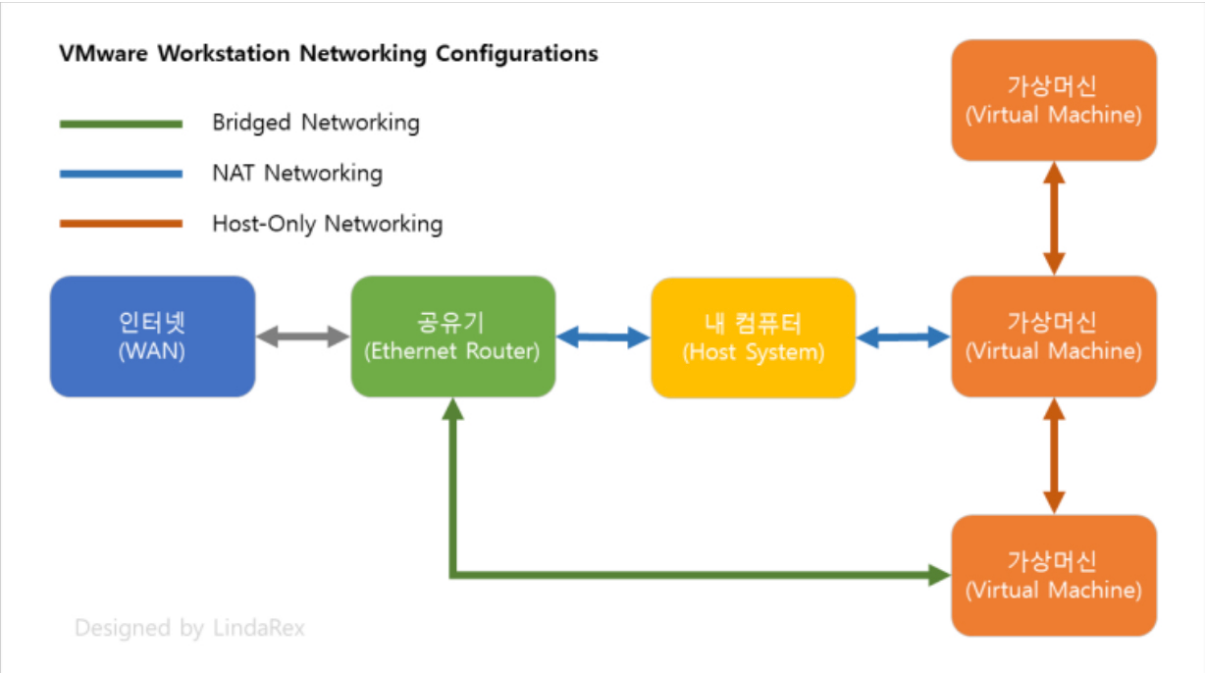 VMware Workstation Networking Configurations
Bridged Networking
NAT Networking
Host-Only Networking
가상머신
(Virtual Machine)
인터넷
(WAN)
공유기
(Ethernet Router)
내 컴퓨터
(Host System)
가상머신
(Virtual Machine)
가상머신
(Virtual Machine)
Designed by LindaRex